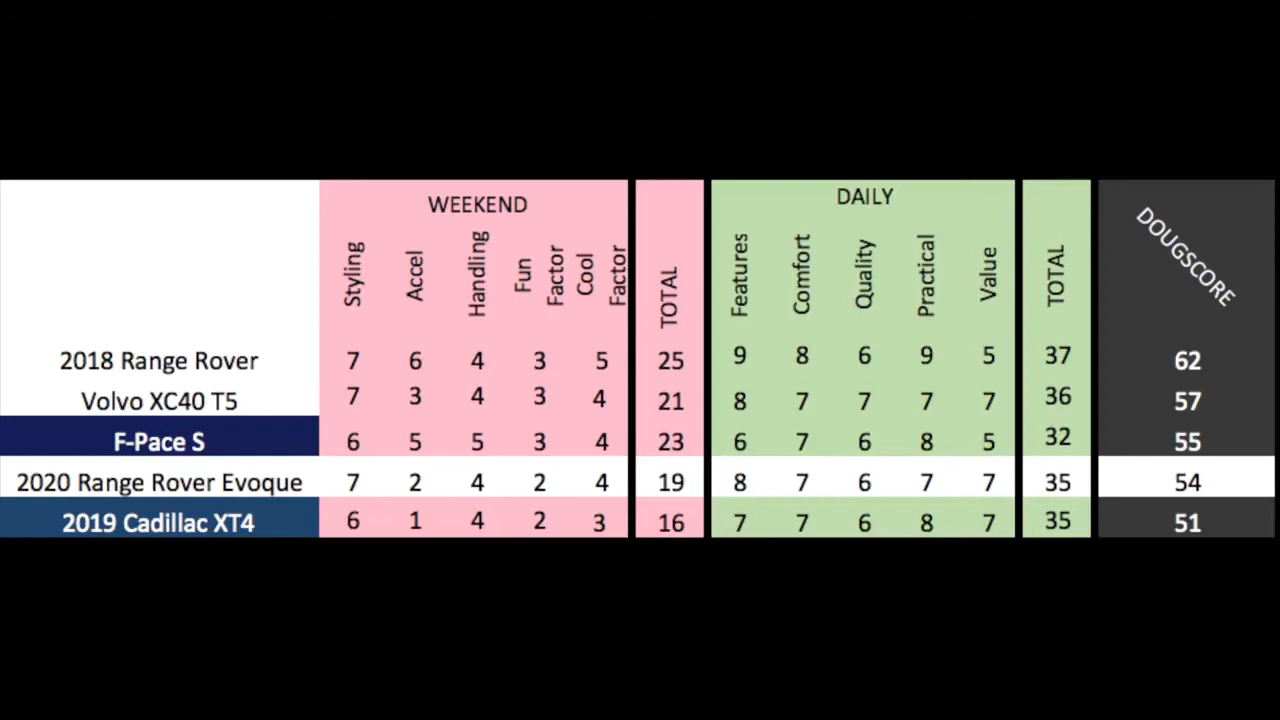 WEEKEND
DAILY
Styling Accel Handling Fun Factor Cool Factor TOTAL Features Comfort Quality Practical Value TOTAL DOUGSCORE
2018 Range Rover 7 6 4 3 5 25 9 8 6 9 5 37 62
Volvo XC40 T5 7 3 4 3 4 21 8 7 7 7 7 36 57
F-Pace S 6 5 5 3 4 23 6 7 6 8 5 32 55
2020 Range Rover Evoque 7 2 4 2 4 19 8 7 6 7 7 35 54
2019 Cadillac XT4 6 1 4 2 3 16 7 7 6 8 7 35 51